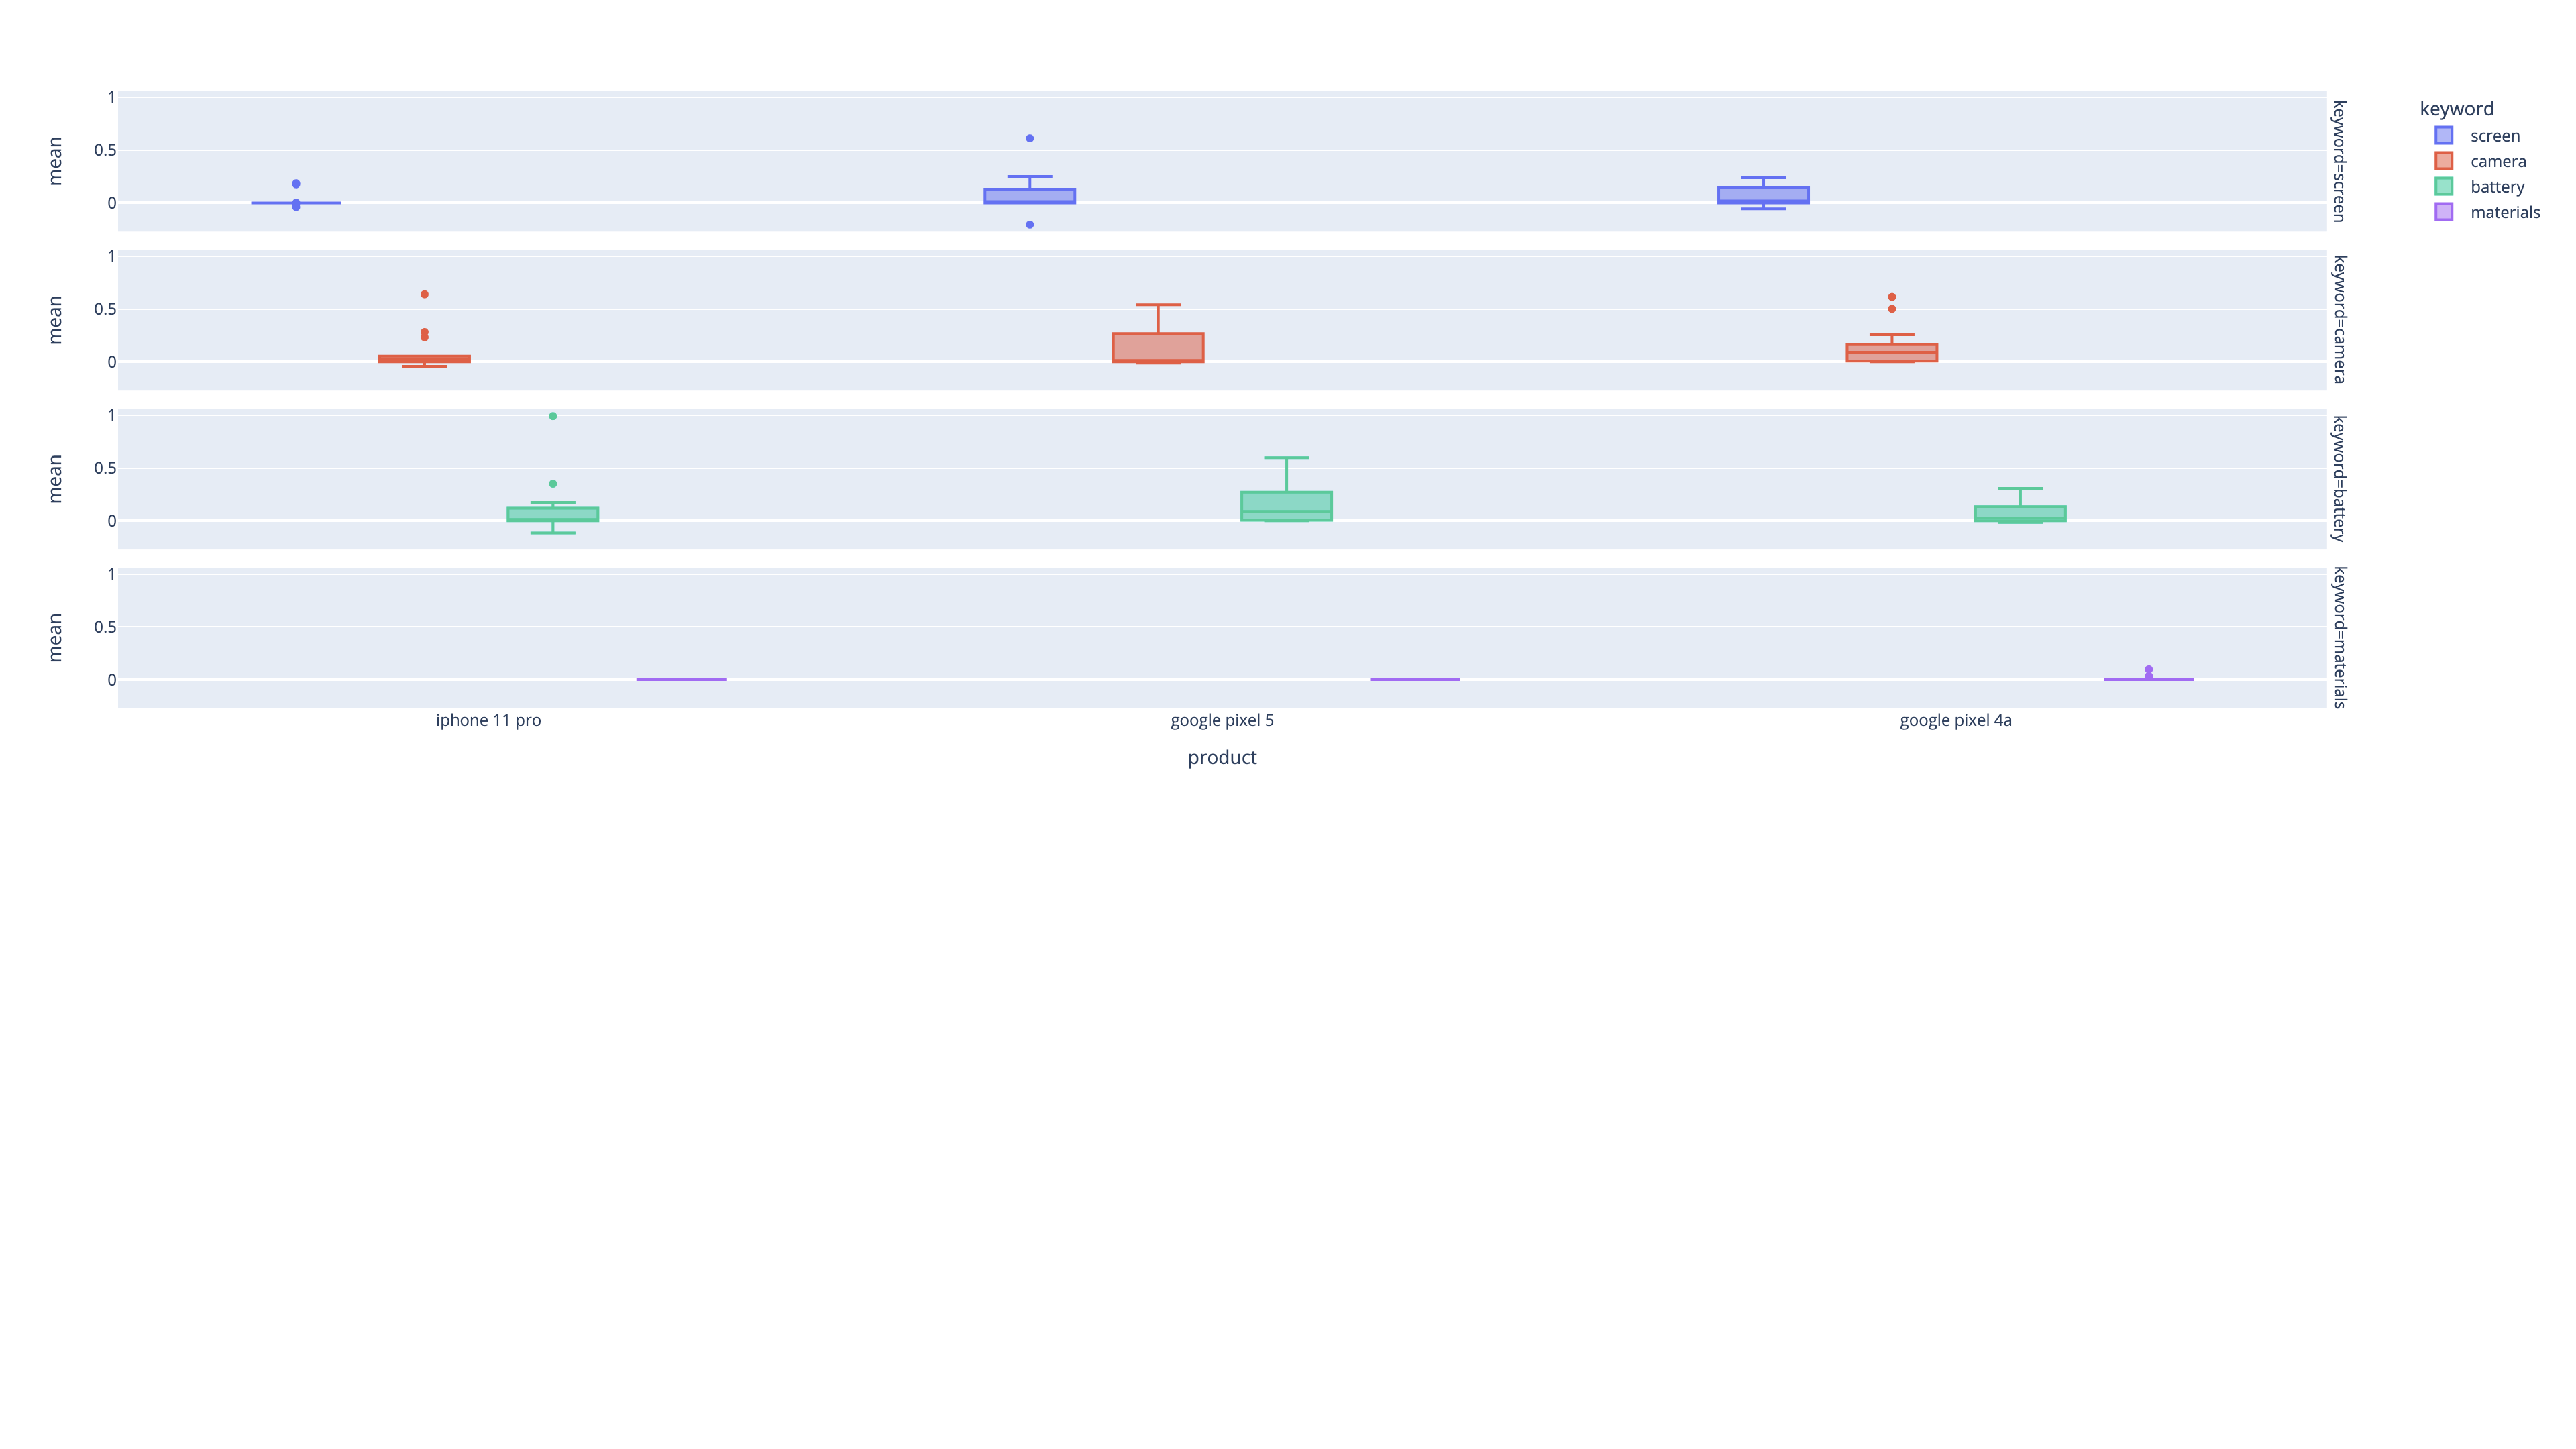 1
0.5
0
mean
keyword=screen
1
0.5
0
mean
keyword=camera
1
0.5
0
mean
keyword=battery
1
0.5
0
mean
keyword=materials
iphone 11 pro
google pixel 5
google pixel 4a
product
keyword
screen
camera
battery
materials